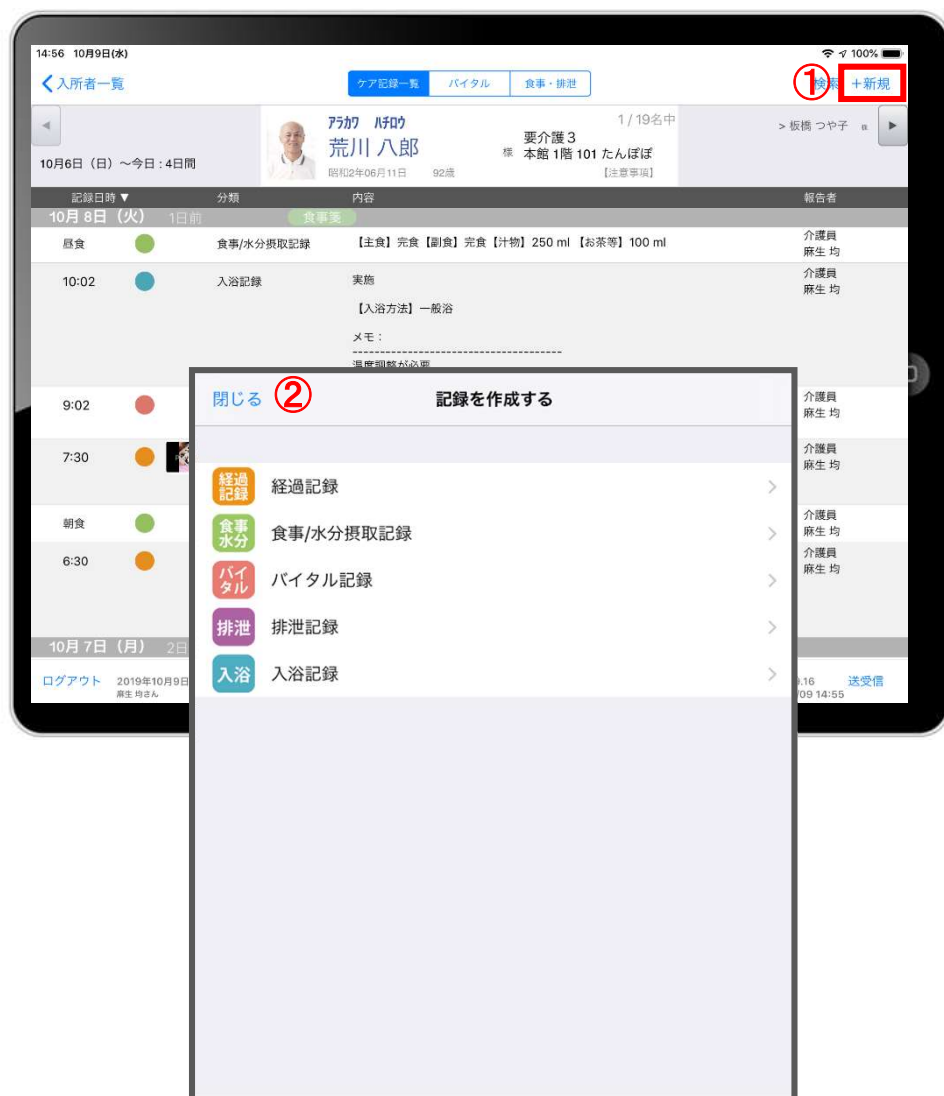 14:56 10月9日(水)
100%
入所者一覧
ケア記録一覧 バイタル 食事・排泄
① 検索 +新規
アラカワ ハチロウ
荒川 八郎 様
昭和2年06月11日 92歳
要介護3
本館 1階 101 たんぽぽ
【注意事項】
1 / 19名中
> 板橋 つや子
10月6日（日）～今日 : 4日間
記録日時 ▼ 分類 内容 報告者
10月 8日（火） 1日前 食事箋
昼食 食事/水分摂取記録 【主食】完食【副食】完食【汁物】250 ml 【お茶等】100 ml 介護員
麻生 均
10:02 入浴記録 実施 介護員
麻生 均
【入浴方法】一般浴
メモ :
--------------------------------------
温度調整が必要
9:02 介護員
麻生 均
7:30 介護員
麻生 均
朝食 介護員
麻生 均
6:30 介護員
麻生 均
10月 7日（月） 2日
ログアウト 2019年10月9日
麻生 均さん
.16
/09 14:55
送受信
閉じる ② 記録を作成する
経過
記録 経過記録
食事
水分 食事/水分摂取記録
バイ
タル バイタル記録
排泄 排泄記録
入浴 入浴記録